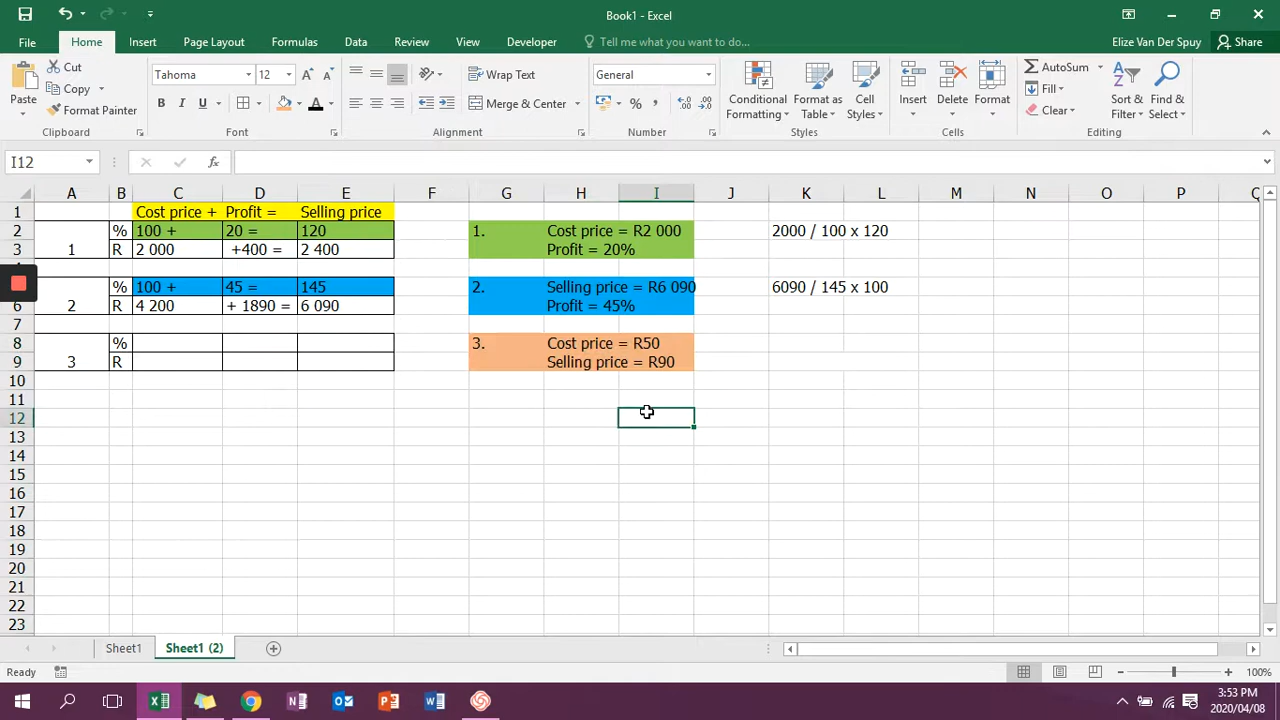 Book1 - Excel
File Home Insert Page Layout Formulas Data Review View Developer Tell me what you want to do... Elize Van Der Spuy Share
Paste Cut Copy Format Painter Clipboard
Tahoma 12 A A B I U A Font
Wrap Text Merge & Center Alignment
General % , Number
Conditional Formatting Format as Table Cell Styles Styles
Insert Delete Format Cells
AutoSum Fill Clear Sort & Filter Find & Select Editing
I12 fx
A B C D E F G H I J K L M N O P Q
1 Cost price + Profit = Selling price
2 % 100 + 20 = 120 1. Cost price = R2 000 2000 / 100 x 120
3 1 R 2 000 +400 = 2 400 Profit = 20%
% 100 + 45 = 145 2. Selling price = R6 090 6090 / 145 x 100
6 2 R 4 200 + 1890 = 6 090 Profit = 45%
7
8 % 3. Cost price = R50
9 3 R Selling price = R90
10
11
12
13
14
15
16
17
18
19
20
21
22
23
Sheet1 Sheet1 (2)
Ready 100%
3:53 PM
2020/04/08